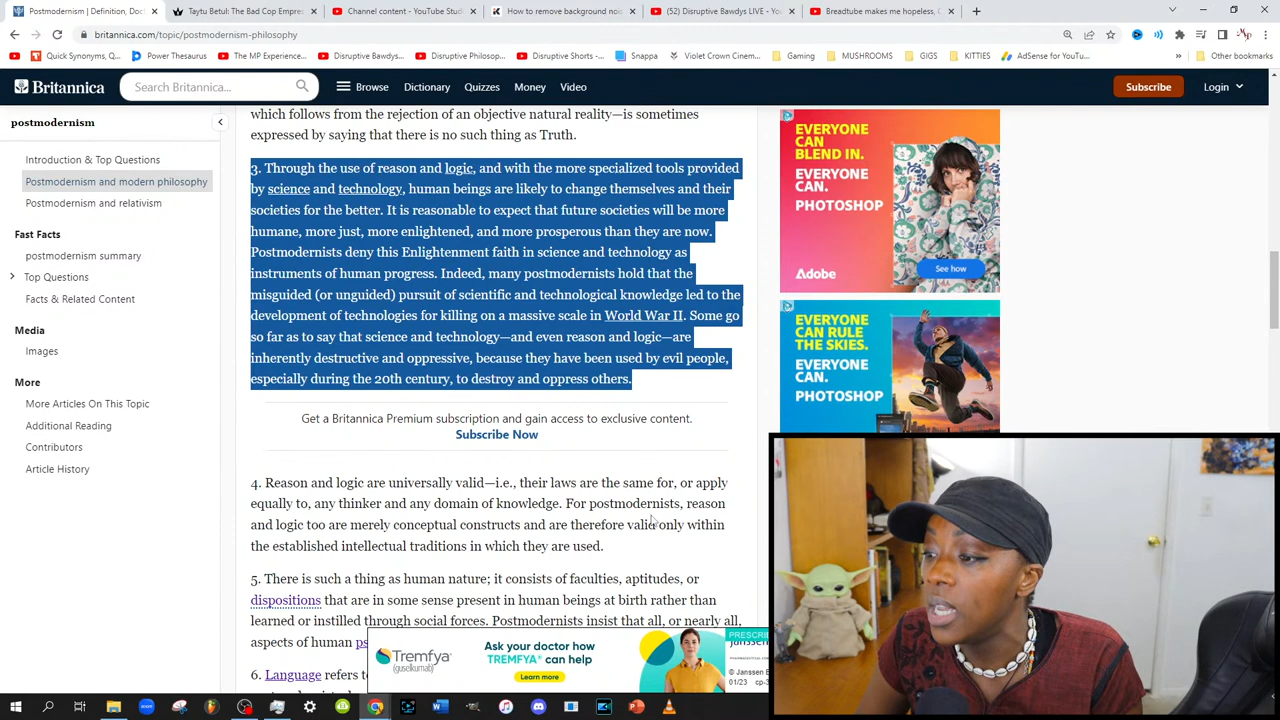 Postmodernism | Definition, Doct
Taytu Betul: The Bad Cop Empres
Channel content - YouTube Studi
How to remove background nois
(52) Disruptive Bawdys LIVE - Yo
Breadtube makes me hopeless, C
britannica.com/topic/postmodernism-philosophy
Quick Synonyms, Q...
Power Thesaurus
The MP Experience...
Disruptive Bawdys...
Disruptive Philosop...
Disruptive Shorts -...
Snappa
Violet Crown Cinem...
Gaming
MUSHROOMS
GIGS
KITTIES
AdSense for YouTu...
»
Other bookmarks
Britannica
Search Britannica...
Browse
Dictionary
Quizzes
Money
Video
Subscribe
Login
postmodernism
Introduction & Top Questions
Postmodernism and modern philosophy
Postmodernism and relativism
Fast Facts
postmodernism summary
Top Questions
Facts & Related Content
Media
Images
More
More Articles On This Topic
Additional Reading
Contributors
Article History
which follows from the rejection of an objective natural reality—is sometimes
expressed by saying that there is no such thing as Truth.
3. Through the use of reason and logic, and with the more specialized tools provided
by science and technology, human beings are likely to change themselves and their
societies for the better. It is reasonable to expect that future societies will be more
humane, more just, more enlightened, and more prosperous than they are now.
Postmodernists deny this Enlightenment faith in science and technology as
instruments of human progress. Indeed, many postmodernists hold that the
misguided (or unguided) pursuit of scientific and technological knowledge led to the
development of technologies for killing on a massive scale in World War II. Some go
so far as to say that science and technology—and even reason and logic—are
inherently destructive and oppressive, because they have been used by evil people,
especially during the 20th century, to destroy and oppress others.
Get a Britannica Premium subscription and gain access to exclusive content.
Subscribe Now
4. Reason and logic are universally valid—i.e., their laws are the same for, or apply
equally to, any thinker and any domain of knowledge. For postmodernists, reason
and logic too are merely conceptual constructs and are therefore valid only within
the established intellectual traditions in which they are used.
5. There is such a thing as human nature; it consists of faculties, aptitudes, or
dispositions that are in some sense present in human beings at birth rather than
learned or instilled through social forces. Postmodernists insist that all, or nearly all,
aspects of human
6. Language refers
EVERYONE
CAN
BLEND IN.
EVERYONE
CAN.
PHOTOSHOP
Adobe
See how
EVERYONE
CAN RULE
THE SKIES.
EVERYONE
CAN.
PHOTOSHOP
Tremfya
(guselkumab)
Ask your doctor how
TREMFYA® can help
Learn more
PRESCRIB
Janssen
© Janssen B
01/23 cp-3